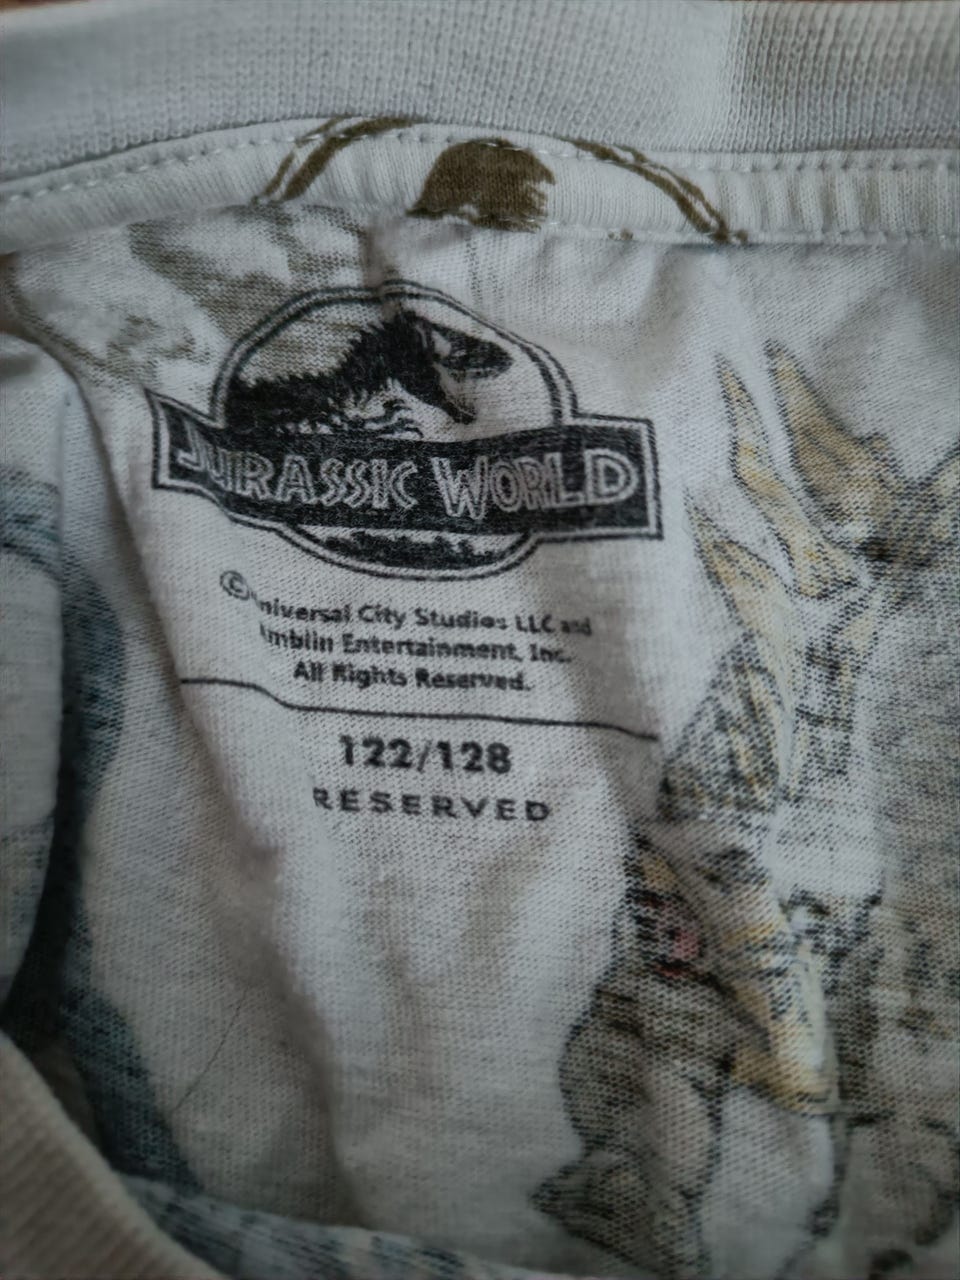 JURASSIC WORLD
© Universal City Studios LLC and
Amblin Entertainment, Inc.
All Rights Reserved.
122/128
RESERVED